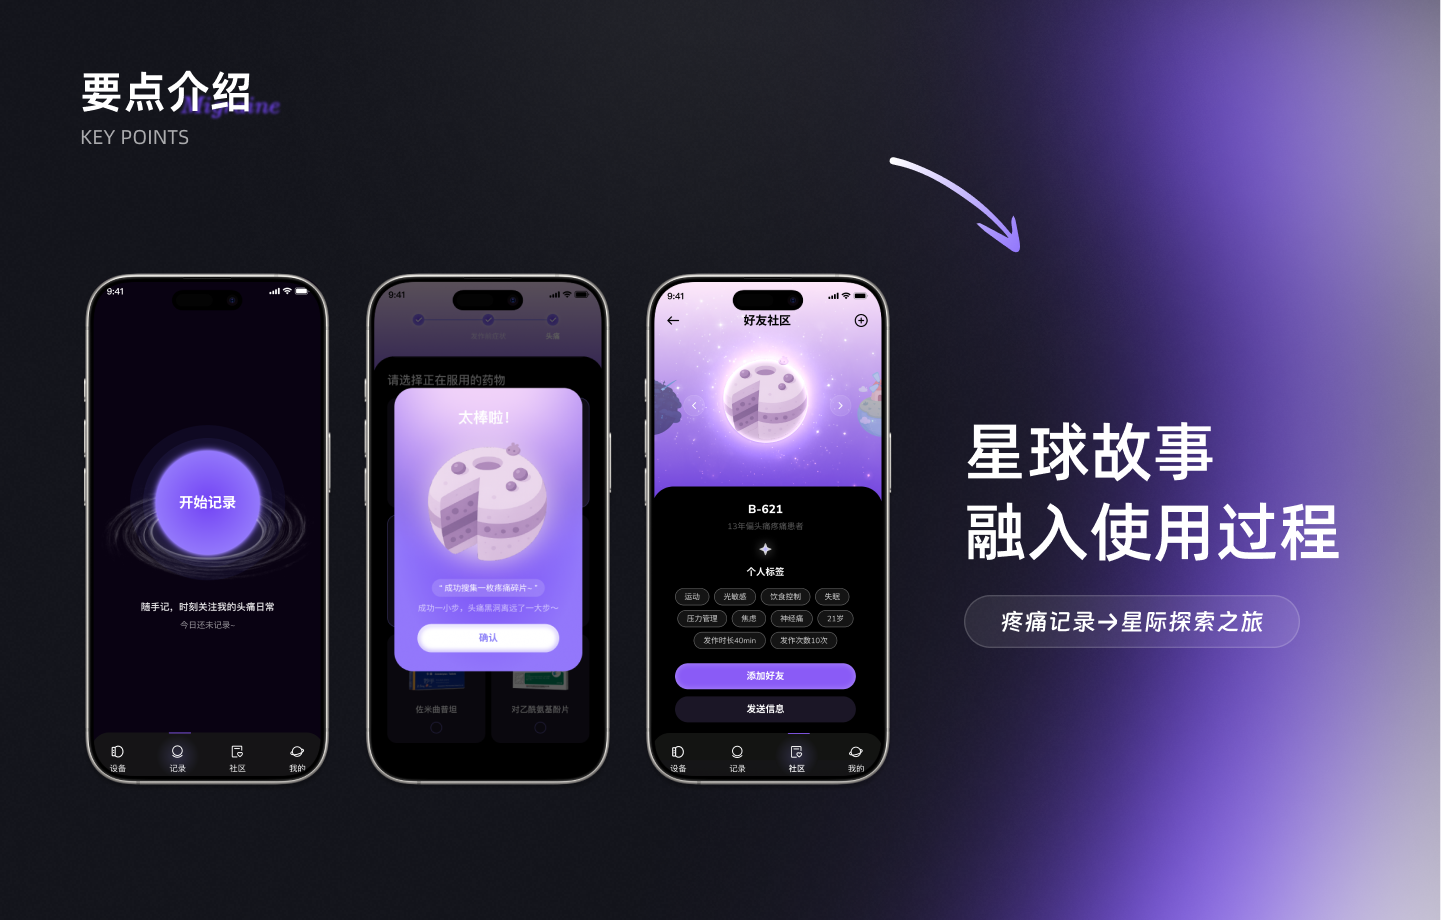 要点介绍
Migraine
KEY POINTS
9:41
开始记录
随手记，时刻关注我的头痛日常
今日还未记录~
设备
记录
社区
我的
9:41
头痛
请选择正在服用的药物
太棒啦！
“成功搜集一枚疼痛碎片~”
成功一小步，头痛黑洞离远了一大步～
确认
佐米曲普坦
对乙酰氨基酚片
9:41
好友社区
B-621
13年偏头痛疼痛患者
个人标签
运动
光敏感
饮食控制
失眠
压力管理
焦虑
神经痛
21岁
发作时长40min
发作次数10次
添加好友
发送信息
设备
记录
社区
我的
星球故事
融入使用过程
疼痛记录→星际探索之旅